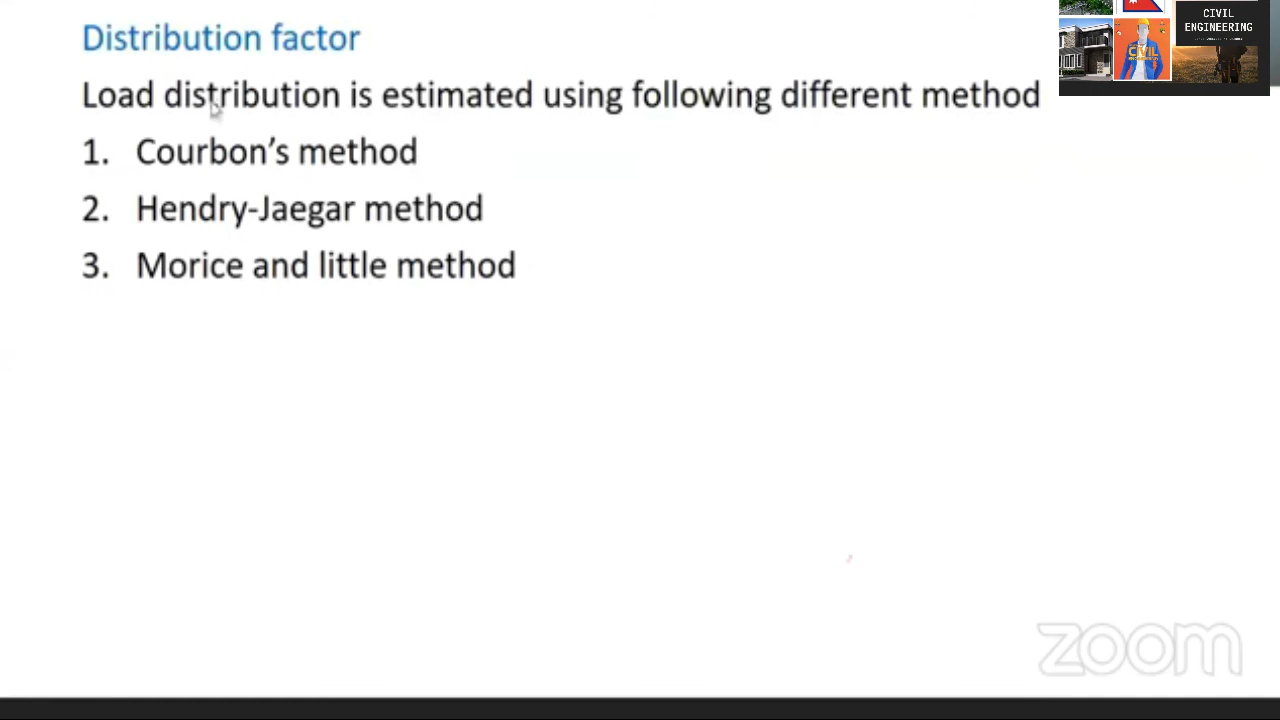 Distribution factor
Load distribution is estimated using following different method
1. Courbon's method
2. Hendry-Jaegar method
3. Morice and little method
CIVIL
ENGINEERING
CIVIL
zoom